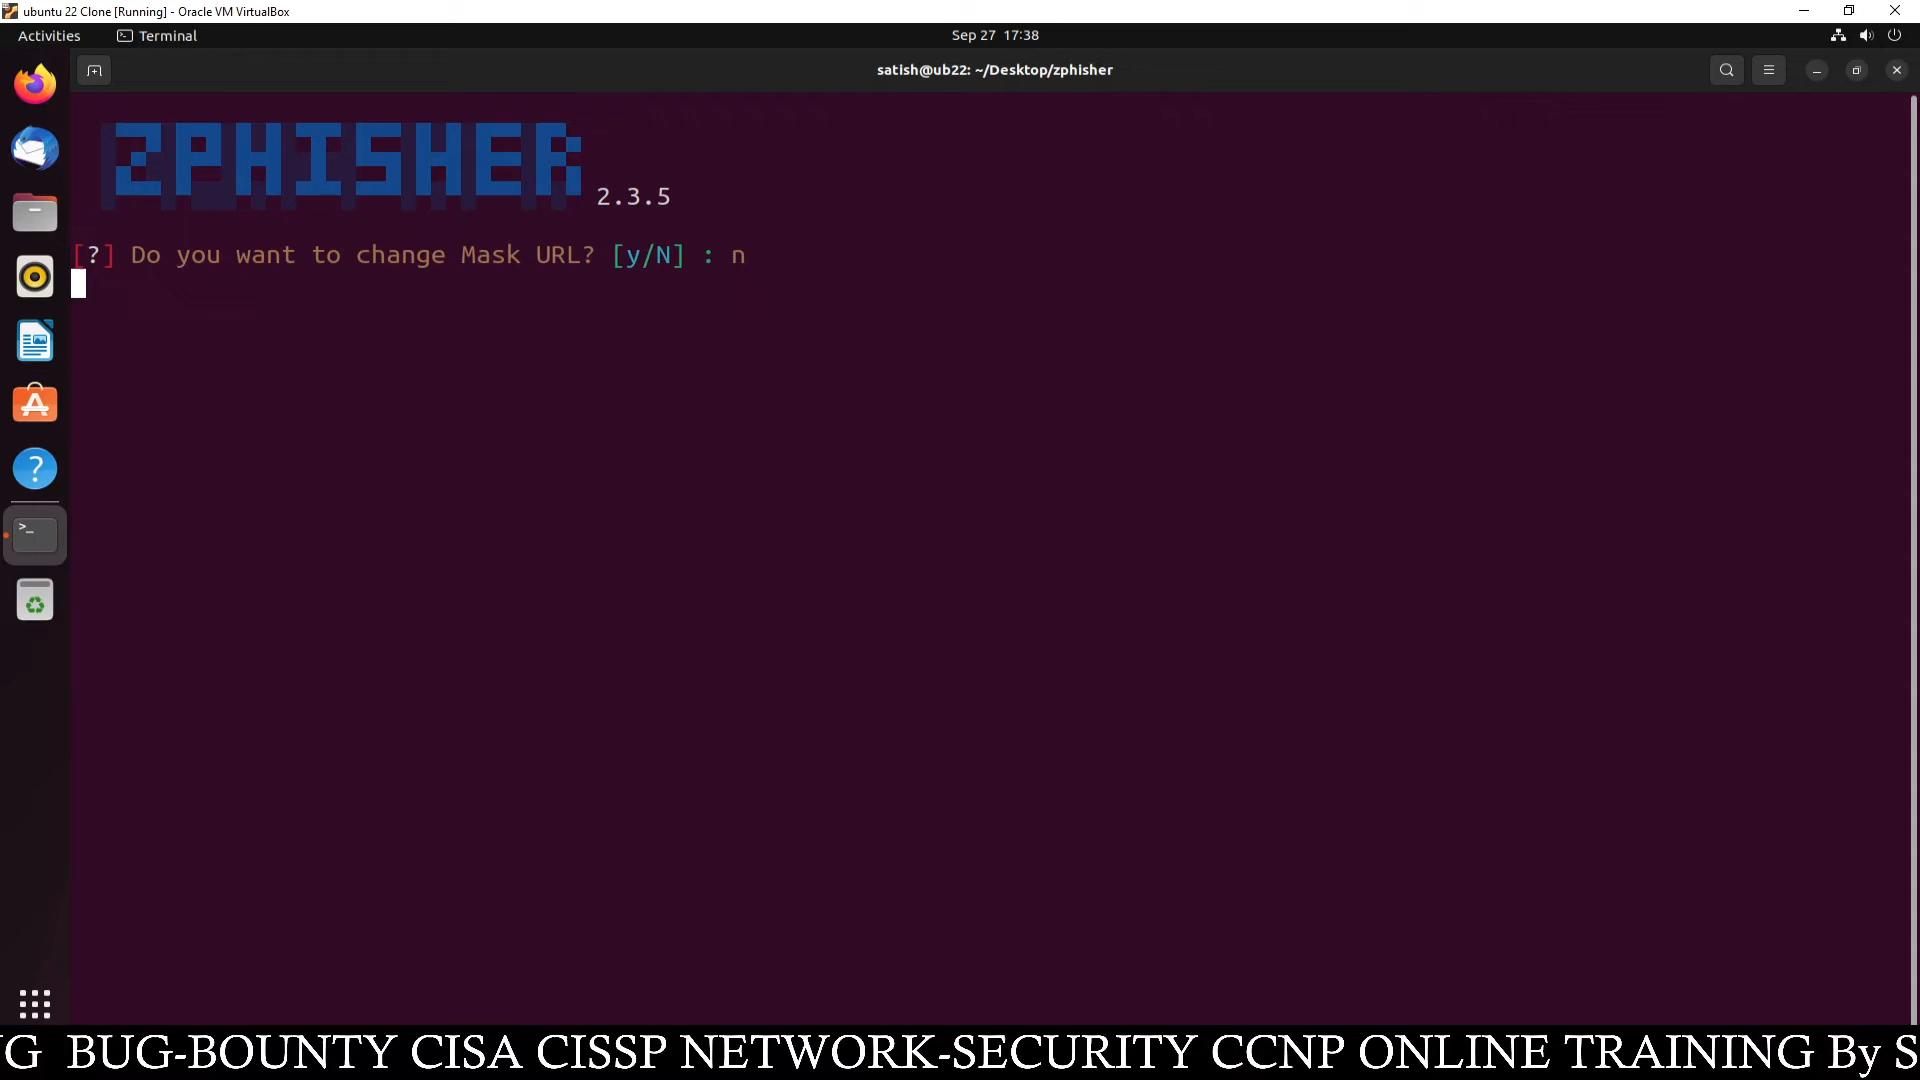 ubuntu 22 Clone [Running] - Oracle VM VirtualBox
Activities Terminal Sep 27 17:38
satish@ub22: ~/Desktop/zphisher
ZPHISHER 2.3.5
[?] Do you want to change Mask URL? [y/N] : n
G BUG-BOUNTY CISA CISSP NETWORK-SECURITY CCNP ONLINE TRAINING By S